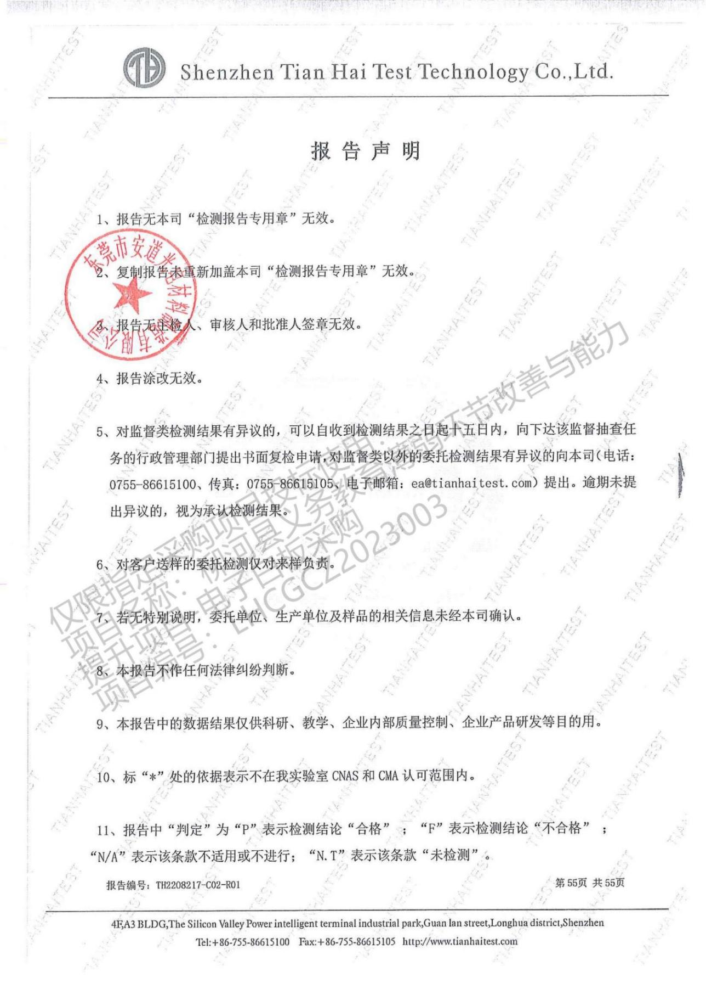 TH
Shenzhen Tian Hai Test Technology Co.,Ltd.
报告声明
1、报告无本司“检测报告专用章”无效。
2、复制报告未重新加盖本司“检测报告专用章”无效。
3、报告无主检人、审核人和批准人签章无效。
4、报告涂改无效。
5、对监督类检测结果有异议的，可以自收到检测结果之日起十五日内，向下达该监督抽查任
务的行政管理部门提出书面复检申请,对监督类以外的委托检测结果有异议的向本司（电话：
0755-86615100、传真：0755-86615105、电子邮箱：ea@tianhaitest.com）提出。逾期未提
出异议的，视为承认检测结果。
6、对客户送样的委托检测仅对来样负责。
7、若无特别说明，委托单位、生产单位及样品的相关信息未经本司确认。
8、本报告不作任何法律纠纷判断。
9、本报告中的数据结果仅供科研、教学、企业内部质量控制、企业产品研发等目的用。
10、标“*”处的依据表示不在我实验室 CNAS 和 CMA 认可范围内。
11、报告中“判定”为“P”表示检测结论“合格” ；“F”表示检测结论“不合格” ；
“N/A”表示该条款不适用或不进行；“N.T”表示该条款“未检测”。
报告编号：TH2208217-C02-R01
第55页 共55页
4F,A3 BLDG,The Silicon Valley Power intelligent terminal industrial park,Guan lan street,Longhua district,Shenzhen
Tel:+86-755-86615100 Fax:+86-755-86615105 http://www.tianhaitest.com
仅限指定采购项目投标使用：
项目名称：柳河县义务教育薄弱环节改善与能力
提升项目-电子白板采购
项目编号：LHCGCZ2023003
TIANHAITEST